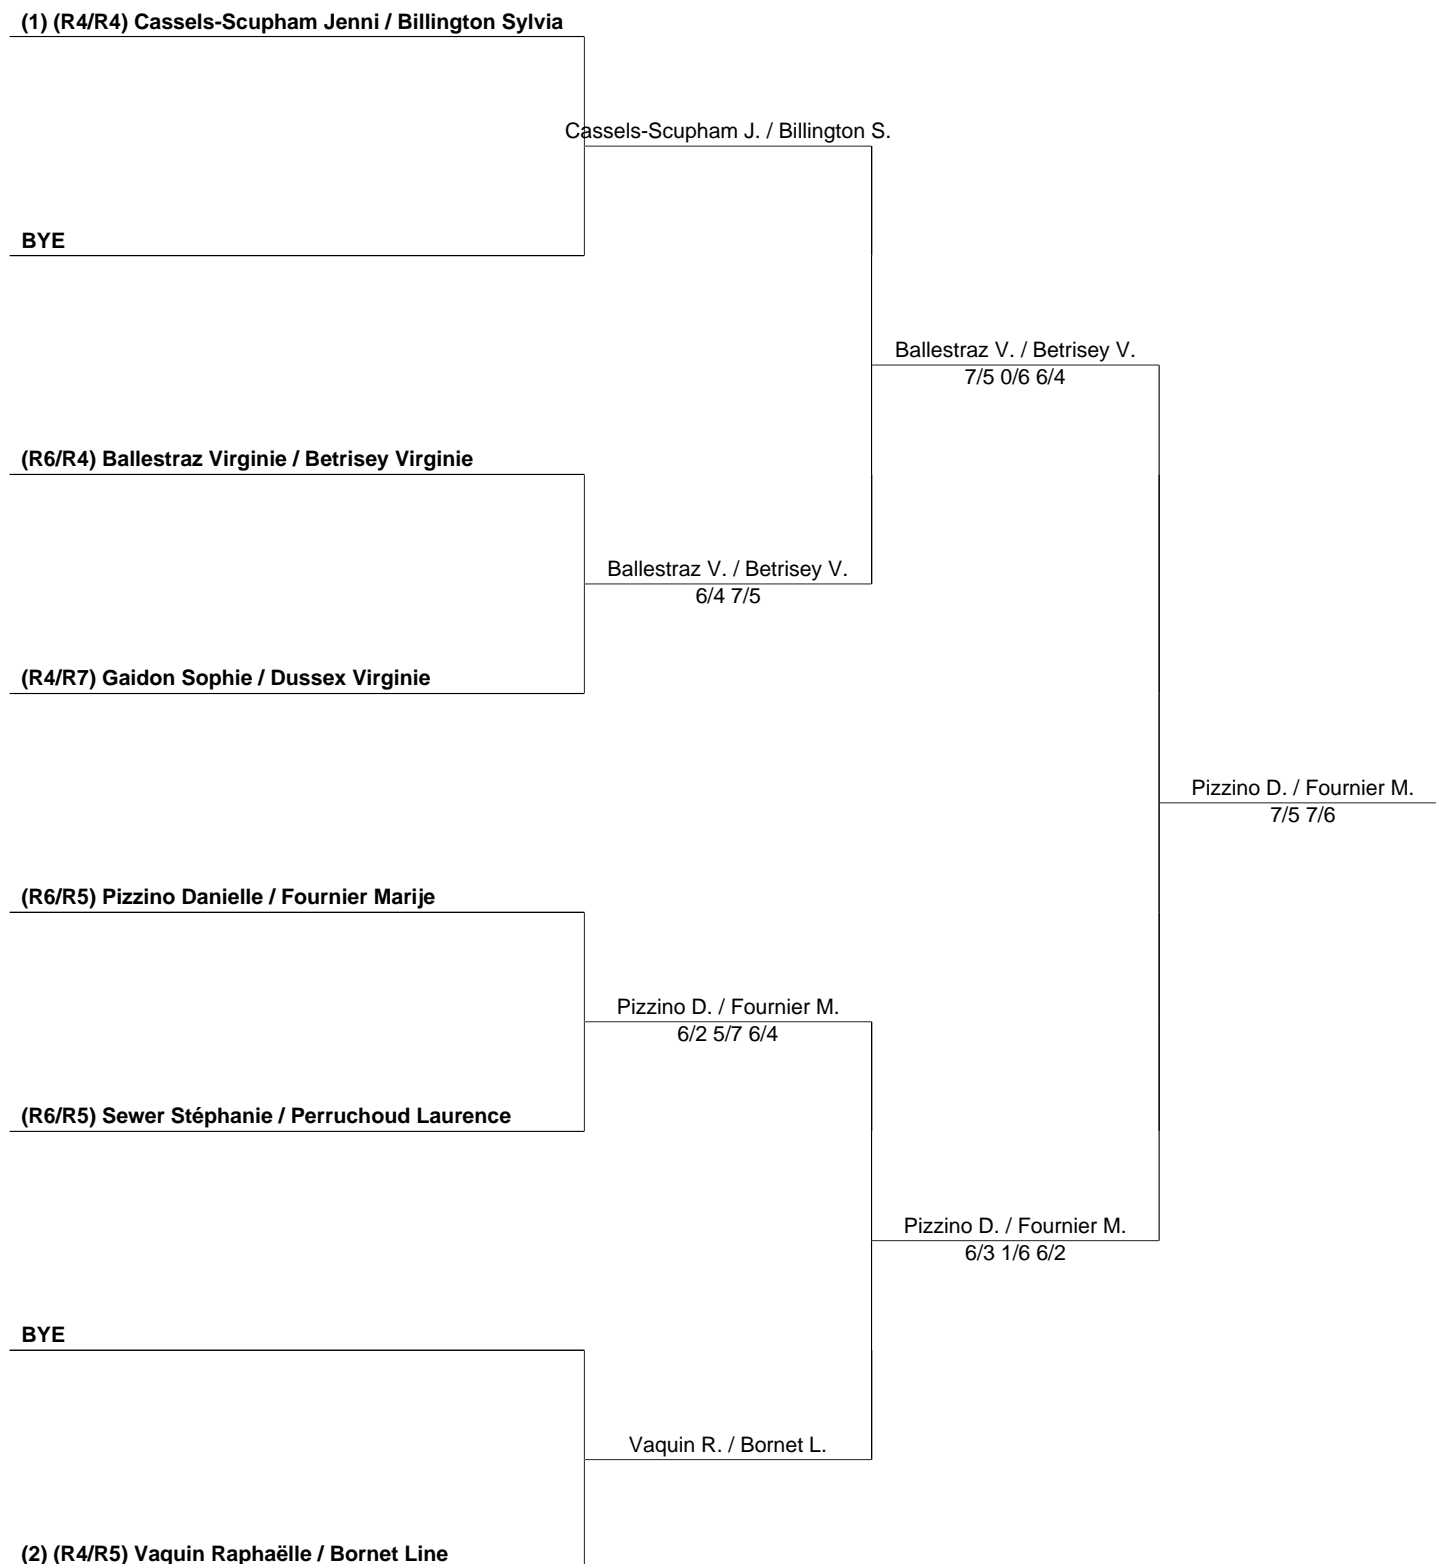 (1) (R4/R4) Cassels-Scupham Jenni / Billington Sylvia
Cassels-Scupham J. / Billington S.
BYE
Ballestraz V. / Betrisey V.
7/5 0/6 6/4
(R6/R4) Ballestraz Virginie / Betrisey Virginie
Ballestraz V. / Betrisey V.
6/4 7/5
(R4/R7) Gaidon Sophie / Dussex Virginie
Pizzino D. / Fournier M.
7/5 7/6
(R6/R5) Pizzino Danielle / Fournier Marije
Pizzino D. / Fournier M.
6/2 5/7 6/4
(R6/R5) Sewer Stéphanie / Perruchoud Laurence
Pizzino D. / Fournier M.
6/3 1/6 6/2
BYE
Vaquin R. / Bornet L.
(2) (R4/R5) Vaquin Raphaëlle / Bornet Line